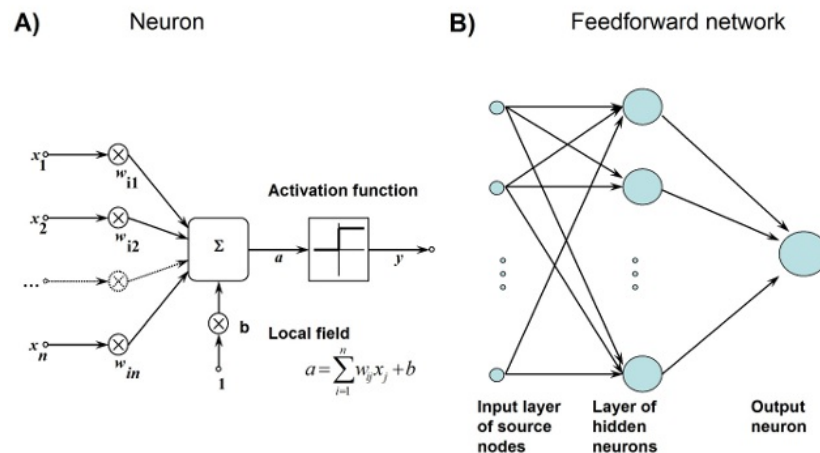 A) Neuron
x1
wi1
x2
wi2
...
xn
win
Σ
a
Activation function
y
b
1
Local field
a = ∑ i=1 n wij xj + b
B) Feedforward network
Input layer
of source
nodes
Layer of
hidden
neurons
Output
neuron